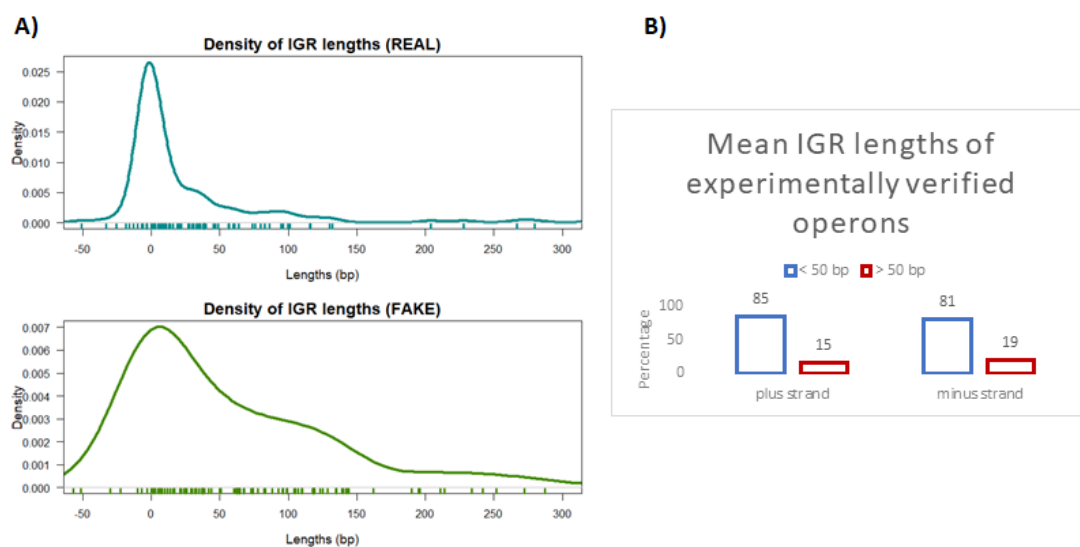 A)
Density of IGR lengths (REAL)
0.025
0.020
0.015
0.010
0.005
0.000
Density
-50 0 50 100 150 200 250 300
Lengths (bp)
Density of IGR lengths (FAKE)
0.007
0.006
0.005
0.004
0.003
0.002
0.001
0.000
Density
-50 0 50 100 150 200 250 300
Lengths (bp)
B)
Mean IGR lengths of
experimentally verified
operons
< 50 bp > 50 bp
Percentage
100
50
0
85 15 81 19
plus strand minus strand